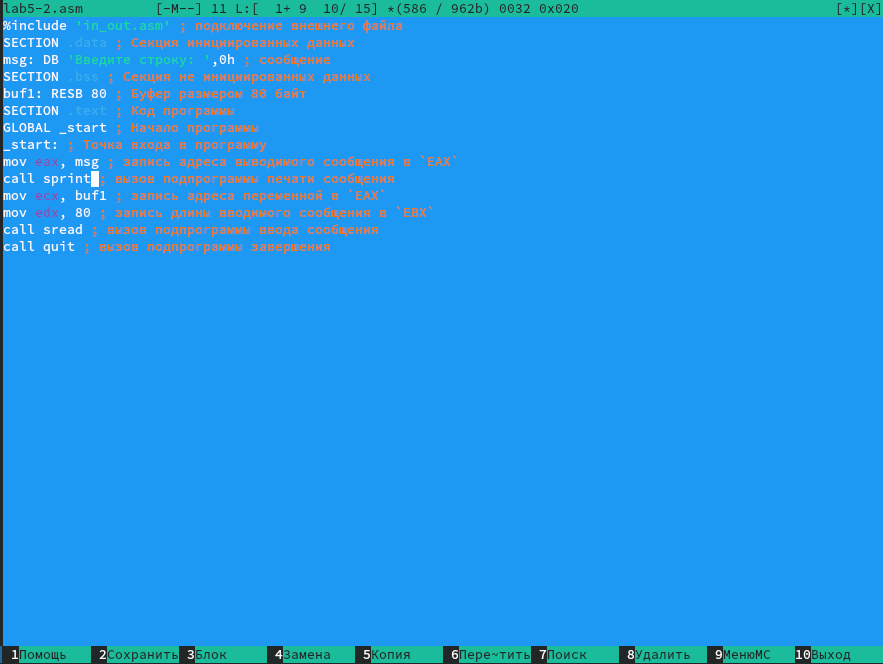 lab5-2.asm [-M--] 11 L:[ 1+ 9 10/ 15] *(586 / 962b) 0032 0x020 [*][X]
%include 'in_out.asm' ; подключение внешнего файла
SECTION .data ; Секция инициированных данных
msg: DB 'Введите строку: ',0h ; сообщение
SECTION .bss ; Секция не инициированных данных
buf1: RESB 80 ; Буфер размером 80 байт
SECTION .text ; Код программы
GLOBAL _start ; Начало программы
_start: ; Точка входа в программу
mov eax, msg ; запись адреса выводимого сообщения в `EAX`
call sprint ; вызов подпрограммы печати сообщения
mov ecx, buf1 ; запись адреса переменной в `EAX`
mov edx, 80 ; запись длины вводимого сообщения в `EBX`
call sread ; вызов подпрограммы ввода сообщения
call quit ; вызов подпрограммы завершения
1Помощь 2Сохранить 3Блок 4Замена 5Копия 6Пере~тить 7Поиск 8Удалить 9МенюМС 10Выход